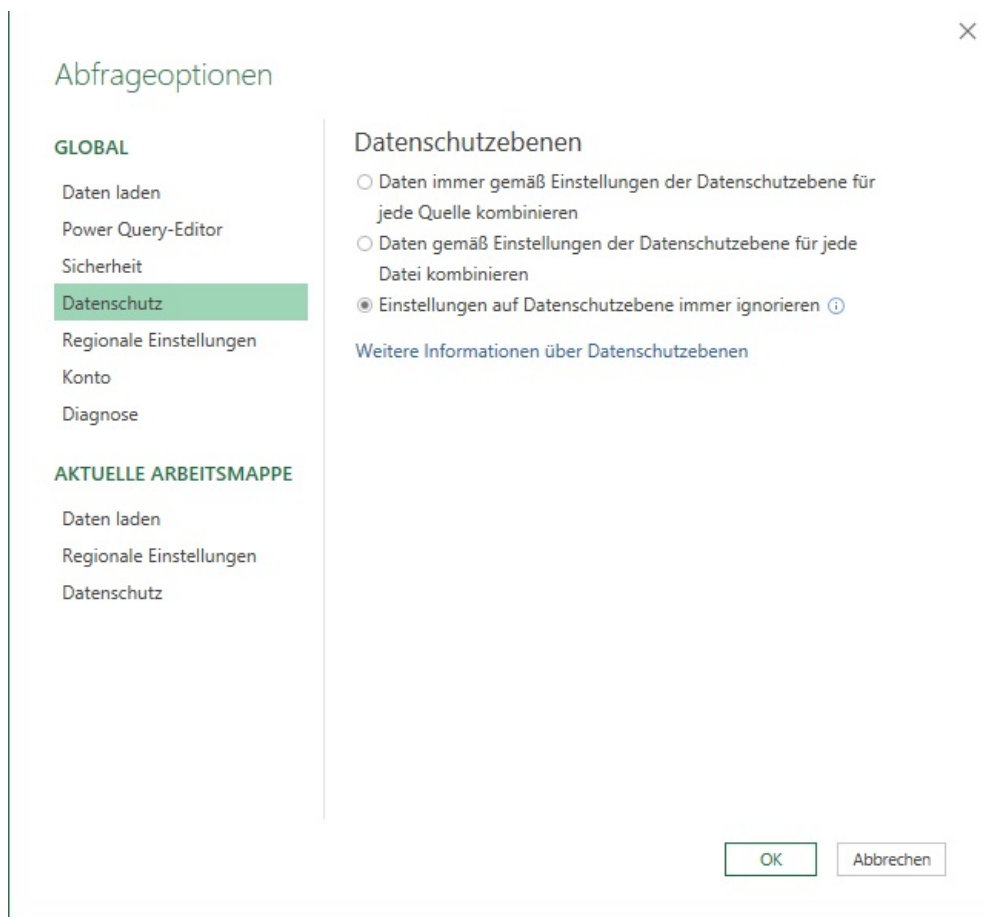 Abfrageoptionen
GLOBAL
Daten laden
Power Query-Editor
Sicherheit
Datenschutz
Regionale Einstellungen
Konto
Diagnose
AKTUELLE ARBEITSMAPPE
Daten laden
Regionale Einstellungen
Datenschutz
Datenschutzebenen
Daten immer gemäß Einstellungen der Datenschutzebene für
jede Quelle kombinieren
Daten gemäß Einstellungen der Datenschutzebene für jede
Datei kombinieren
Einstellungen auf Datenschutzebene immer ignorieren
Weitere Informationen über Datenschutzebenen
OK
Abbrechen